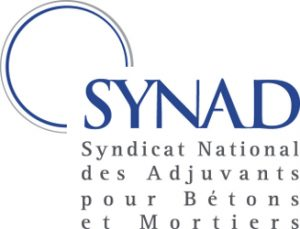 SYNAD
Syndicat National
des Adjuvants
pour Bétons
et Mortiers